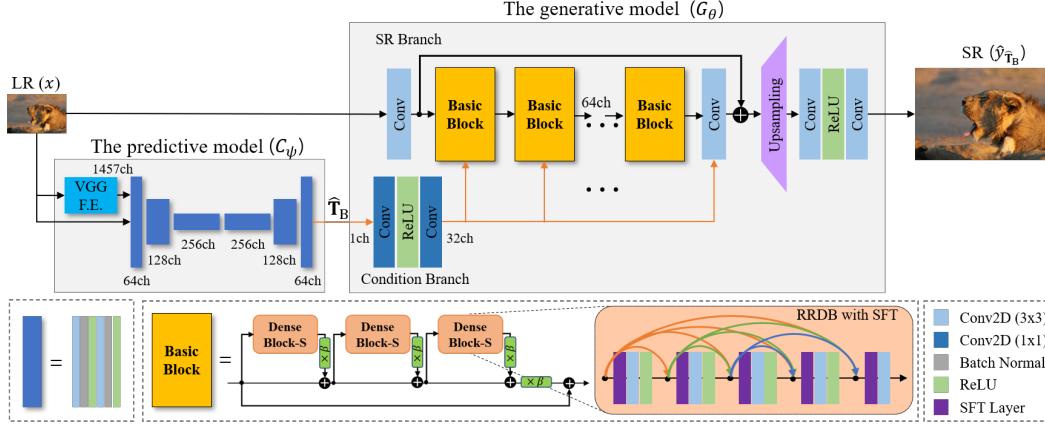 The generative model (G_θ)
SR Branch
LR (x)
SR (ŷ_T̂_B)
Conv
Basic Block
Basic Block
64ch
Basic Block
Conv
Upsampling
Conv
ReLU
Conv
The predictive model (C_ψ)
1457ch
VGG F.E.
64ch
128ch
256ch
256ch
128ch
64ch
T̂_B
1ch
Conv
ReLU
Conv
32ch
Condition Branch
=
Basic Block
=
Dense Block-S
Dense Block-S
Dense Block-S
× β
× β
× β
× β
RRDB with SFT
Conv2D (3x3)
Conv2D (1x1)
Batch Normal
ReLU
SFT Layer